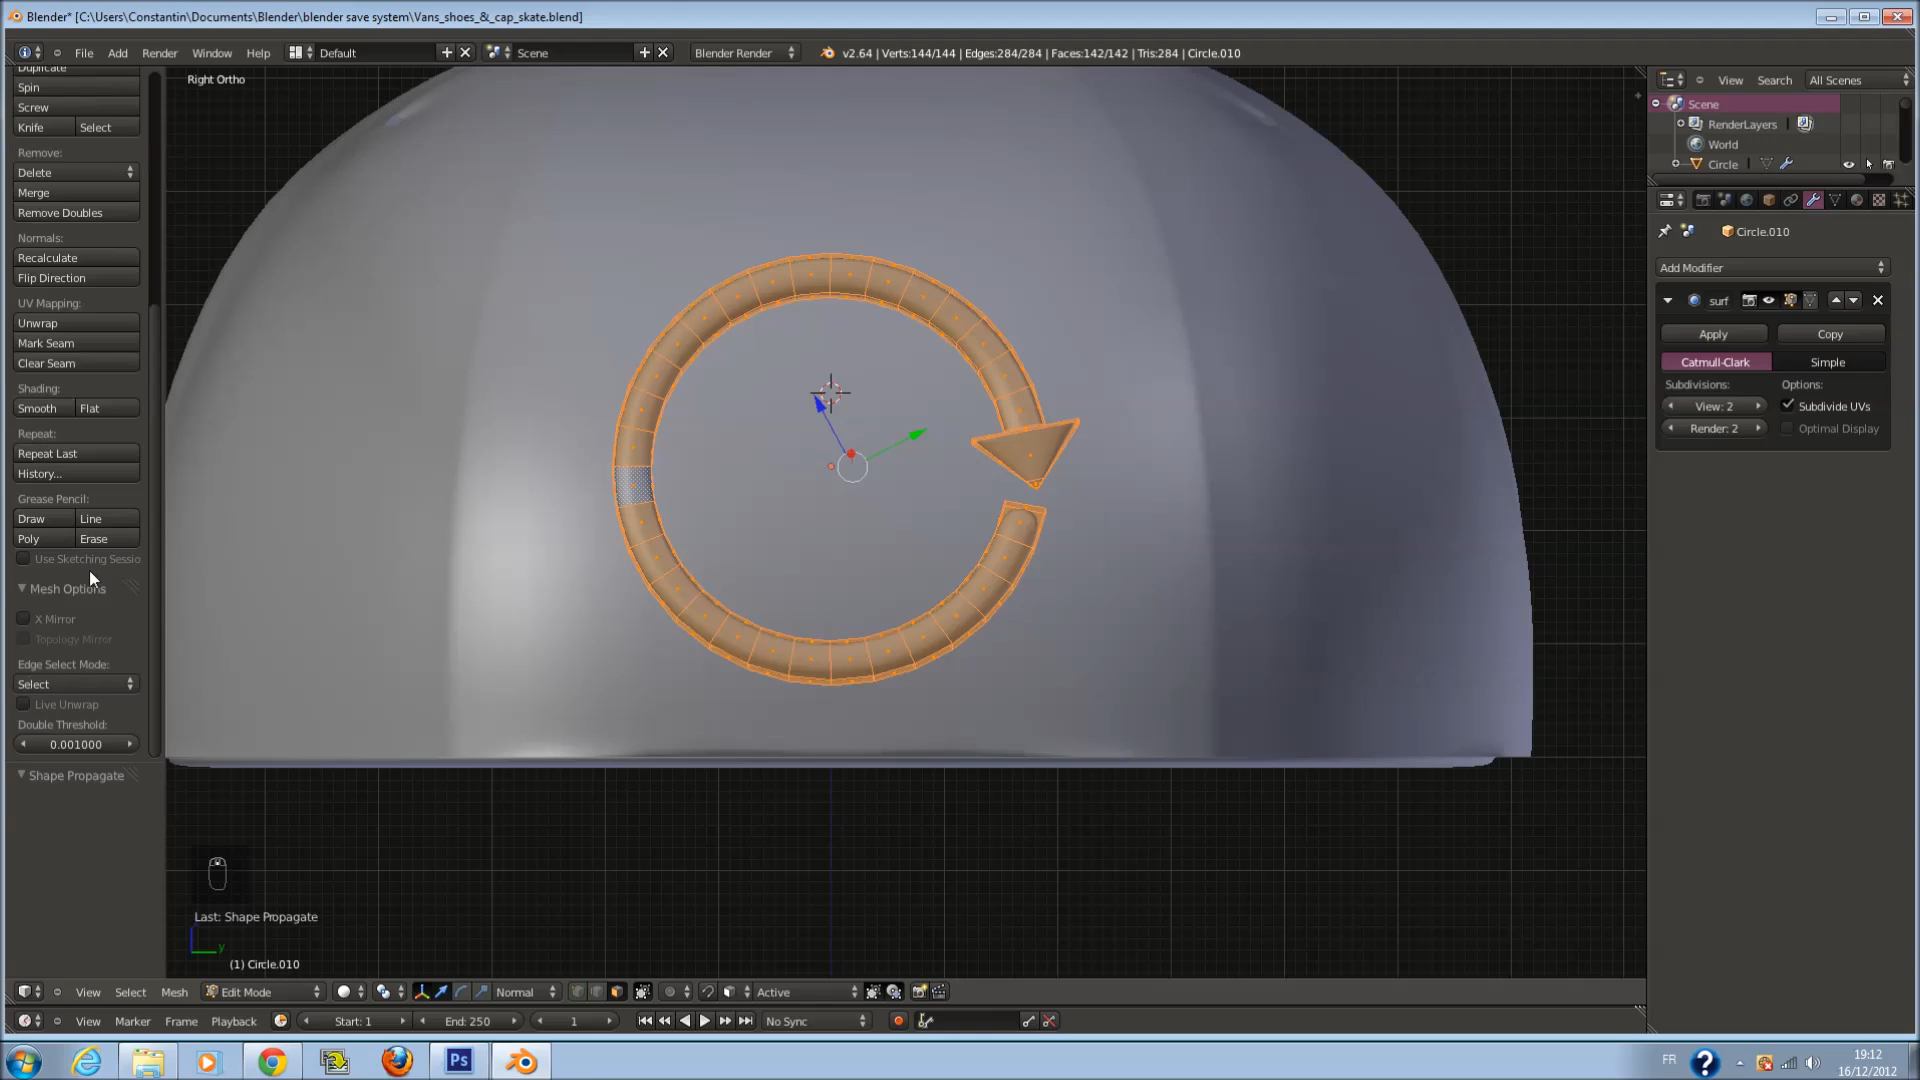 Blender* [C:\Users\Constantin\Documents\Blender\blender save system\Vans_shoes_&_cap_skate.blend]
File Add Render Window Help Default Scene Blender Render v2.64 | Verts:144/144 | Edges:284/284 | Faces:142/142 | Tris:284 | Circle.010
Duplicate
Spin
Screw
Knife Select
Remove:
Delete
Merge
Remove Doubles
Normals:
Recalculate
Flip Direction
UV Mapping:
Unwrap
Mark Seam
Clear Seam
Shading:
Smooth Flat
Repeat:
Repeat Last
History...
Grease Pencil:
Draw Line
Poly Erase
Use Sketching Sessio
Mesh Options
X Mirror
Topology Mirror
Edge Select Mode:
Select
Live Unwrap
Double Threshold:
0.001000
Shape Propagate
Right Ortho
Last: Shape Propagate
y
(1) Circle.010
View Search All Scenes
Scene
RenderLayers
World
Circle
Circle.010
Add Modifier
surf
Apply Copy
Catmull-Clark Simple
Subdivisions: Options:
View: 2 Subdivide UVs
Render: 2 Optimal Display
View Select Mesh Edit Mode Normal Active
View Marker Frame Playback Start: 1 End: 250 1 No Sync
Ps
FR
19:12
16/12/2012